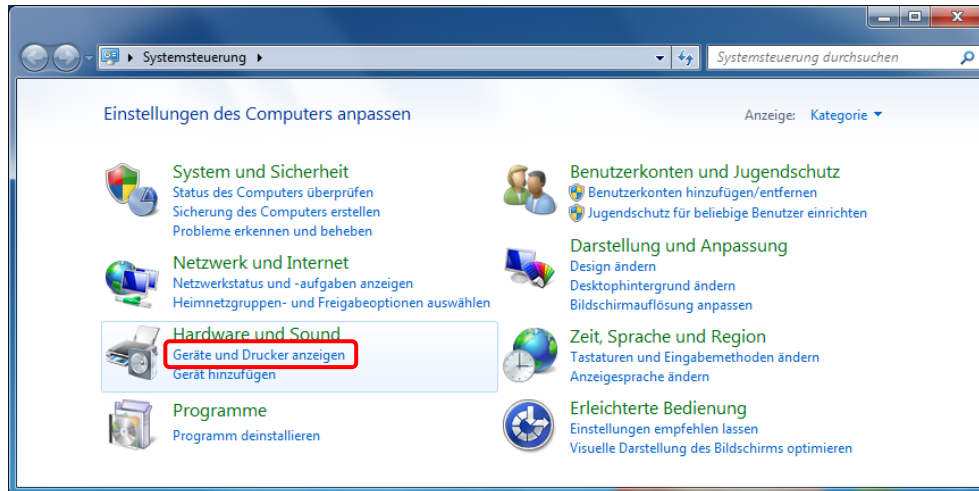 Systemsteuerung
Systemsteuerung durchsuchen
Einstellungen des Computers anpassen
Anzeige: Kategorie
System und Sicherheit
Status des Computers überprüfen
Sicherung des Computers erstellen
Probleme erkennen und beheben
Netzwerk und Internet
Netzwerkstatus und -aufgaben anzeigen
Heimnetzgruppen- und Freigabeoptionen auswählen
Hardware und Sound
Geräte und Drucker anzeigen
Gerät hinzufügen
Programme
Programm deinstallieren
Benutzerkonten und Jugendschutz
Benutzerkonten hinzufügen/entfernen
Jugendschutz für beliebige Benutzer einrichten
Darstellung und Anpassung
Design ändern
Desktophintergrund ändern
Bildschirmauflösung anpassen
Zeit, Sprache und Region
Tastaturen und Eingabemethoden ändern
Anzeigesprache ändern
Erleichterte Bedienung
Einstellungen empfehlen lassen
Visuelle Darstellung des Bildschirms optimieren